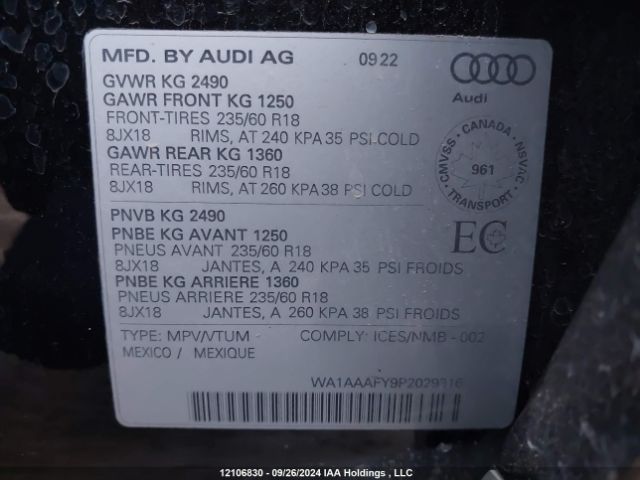 MFD. BY AUDI AG 09 22
Audi
GVWR KG 2490
GAWR FRONT KG 1250
FRONT-TIRES 235/60 R18
8JX18 RIMS, AT 240 KPA 35 PSI COLD
GAWR REAR KG 1360
REAR-TIRES 235/60 R18
8JX18 RIMS, AT 260 KPA 38 PSI COLD
CMVSS · CANADA · NSVAC
961
TRANSPORT
PNVB KG 2490
PNBE KG AVANT 1250
PNEUS AVANT 235/60 R18
8JX18 JANTES, A 240 KPA 35 PSI FROIDS
PNBE KG ARRIERE 1360
PNEUS ARRIERE 235/60 R18
8JX18 JANTES, A 260 KPA 38 PSI FROIDS
EC
TYPE: MPV/VTUM COMPLY: ICES/NMB - 002
MEXICO / MEXIQUE
12106830 - 09/26/2024 IAA Holdings , LLC